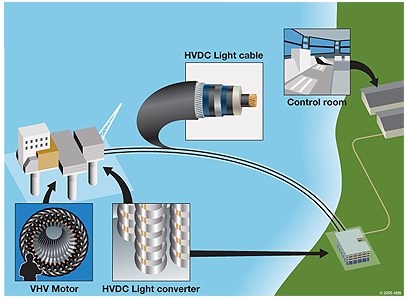 HVDC Light cable
Control room
VHV Motor
HVDC Light converter
© 2005 ABB